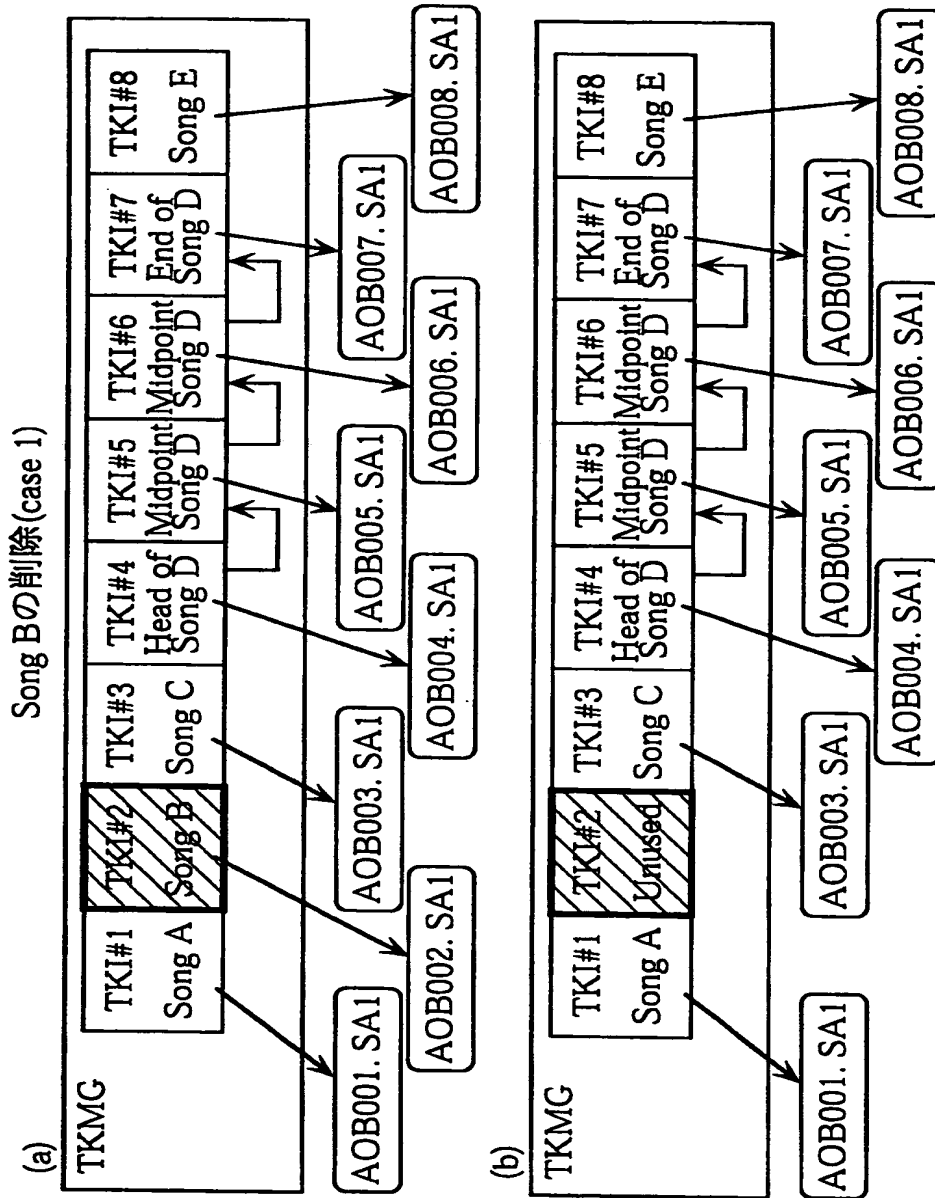 Song Bの削除(case 1)
(a)
TKMG
TKI#1
Song A
TKI#2
Song B
TKI#3
Song C
TKI#4
Head of
Song D
TKI#5
Midpoint
Song D
TKI#6
Midpoint
Song D
TKI#7
End of
Song D
TKI#8
Song E
AOB001. SA1
AOB002. SA1
AOB003. SA1
AOB004. SA1
AOB005. SA1
AOB006. SA1
AOB007. SA1
AOB008. SA1
(b)
TKMG
TKI#1
Song A
TKI#2
Unused
TKI#3
Song C
TKI#4
Head of
Song D
TKI#5
Midpoint
Song D
TKI#6
Midpoint
Song D
TKI#7
End of
Song D
TKI#8
Song E
AOB001. SA1
AOB003. SA1
AOB004. SA1
AOB005. SA1
AOB006. SA1
AOB007. SA1
AOB008. SA1